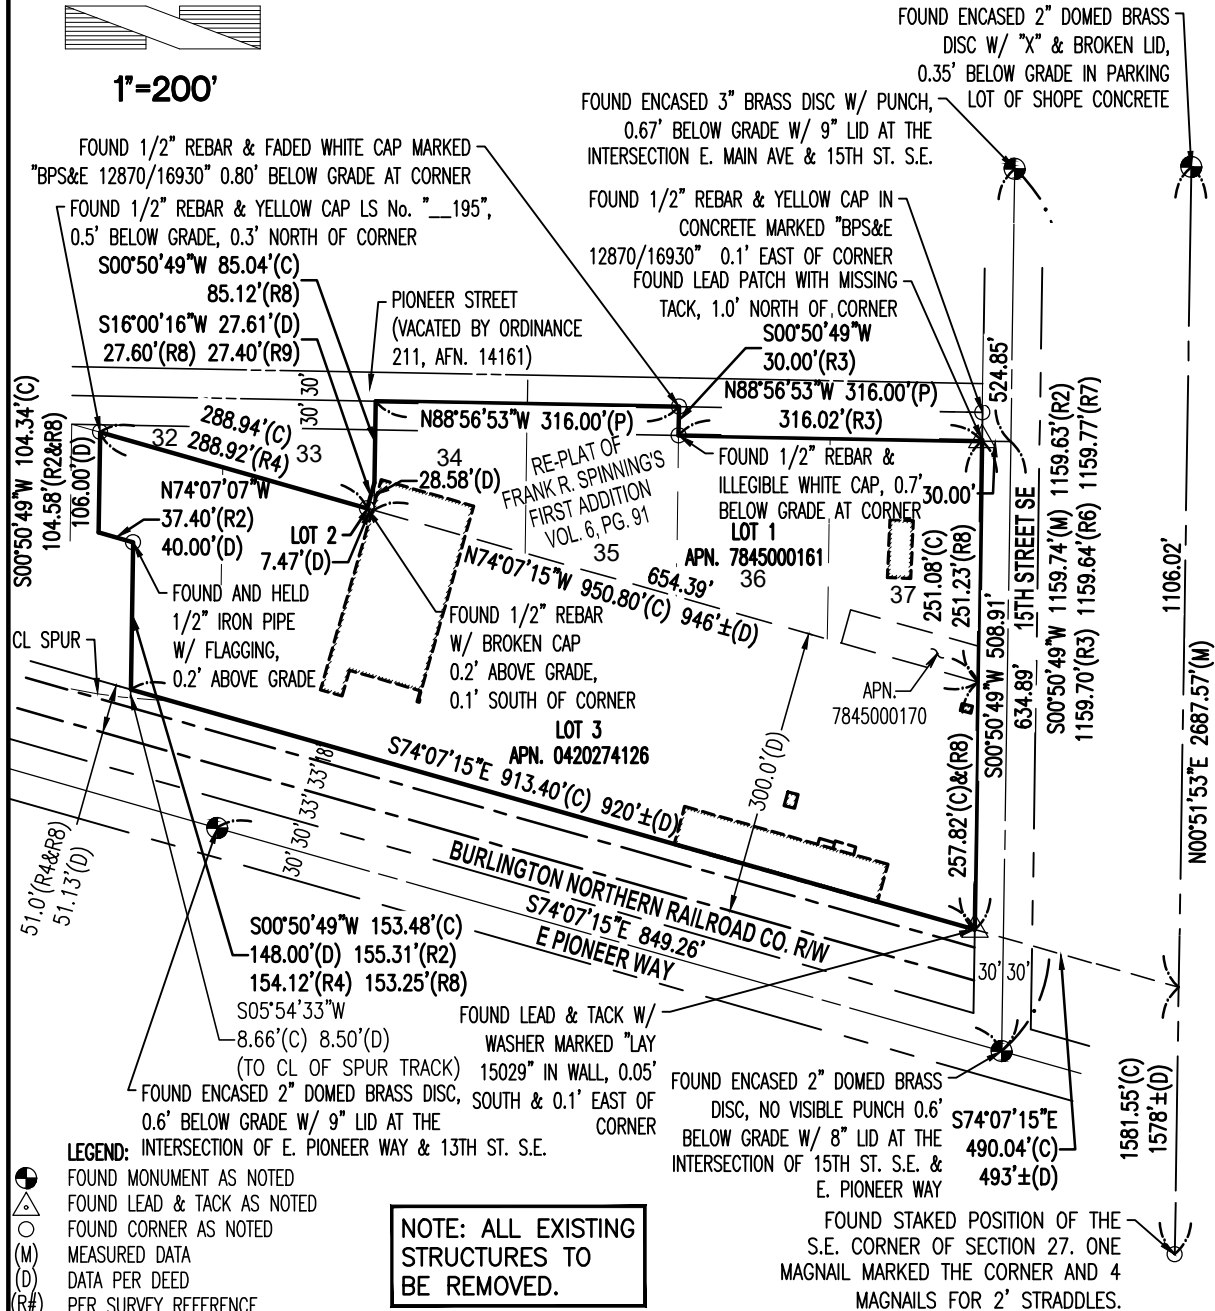 1"=200'
FOUND ENCASED 2" DOMED BRASS
DISC W/ "X" & BROKEN LID,
0.35' BELOW GRADE IN PARKING
LOT OF SHOPE CONCRETE
FOUND ENCASED 3" BRASS DISC W/ PUNCH,
0.67' BELOW GRADE W/ 9" LID AT THE
INTERSECTION E. MAIN AVE & 15TH ST. S.E.
FOUND 1/2" REBAR & FADED WHITE CAP MARKED
"BPS&E 12870/16930" 0.80' BELOW GRADE AT CORNER
FOUND 1/2" REBAR & YELLOW CAP LS No. "__195",
0.5' BELOW GRADE, 0.3' NORTH OF CORNER
FOUND 1/2" REBAR & YELLOW CAP IN
CONCRETE MARKED "BPS&E
12870/16930" 0.1' EAST OF CORNER
FOUND LEAD PATCH WITH MISSING
TACK, 1.0' NORTH OF CORNER
S00°50'49"W 85.04'(C)
85.12'(R8)
S16°00'16"W 27.61'(D)
27.60'(R8) 27.40'(R9)
PIONEER STREET
(VACATED BY ORDINANCE
211, AFN. 14161)
S00°50'49"W
30.00'(R3)
N88°56'53"W 316.00'(P)
316.02'(R3)
N88°56'53"W 316.00'(P)
30' 30'
524.85'
S00°50'49"W 104.34'(C)
104.58'(R2&R8)
106.00'(D)
288.94'(C)
288.92'(R4)
32
33
34
35
36
37
28.58'(D)
RE-PLAT OF
FRANK R. SPINNING'S
FIRST ADDITION
VOL. 6, PG. 91
FOUND 1/2" REBAR &
ILLEGIBLE WHITE CAP, 0.7'
BELOW GRADE AT CORNER
30.00'
N74°07'07"W
37.40'(R2)
40.00'(D)
LOT 2
7.47'(D)
LOT 1
APN. 7845000161
N74°07'15"W 950.80'(C) 946'±(D)
654.39'
251.08'(C)
251.23'(R8)
S00°50'49"W 508.91'
634.89'
15TH STREET SE
S00°50'49"W 1159.74'(M) 1159.63'(R2)
1159.70'(R3) 1159.64'(R6) 1159.77'(R7)
1106.02'
N00°51'53"E 2687.57'(M)
FOUND AND HELD
1/2" IRON PIPE
W/ FLAGGING,
0.2' ABOVE GRADE
FOUND 1/2" REBAR
W/ BROKEN CAP
0.2' ABOVE GRADE,
0.1' SOUTH OF CORNER
CL SPUR
APN.
7845000170
LOT 3
APN. 0420274126
S74°07'15"E 913.40'(C) 920'±(D)
300.0'(D)
257.82'(C)&(R8)
30' 30' 33' 33' 18'
51.0'(R4&R8)
51.13'(D)
BURLINGTON NORTHERN RAILROAD CO. R/W
S74°07'15"E 849.26'
E PIONEER WAY
30' 30'
S00°50'49"W 153.48'(C)
148.00'(D) 155.31'(R2)
154.12'(R4) 153.25'(R8)
S05°54'33"W
8.66'(C) 8.50'(D)
(TO CL OF SPUR TRACK)
FOUND LEAD & TACK W/
WASHER MARKED "LAY
15029" IN WALL, 0.05'
SOUTH & 0.1' EAST OF
CORNER
FOUND ENCASED 2" DOMED BRASS DISC,
0.6' BELOW GRADE W/ 9" LID AT THE
INTERSECTION OF E. PIONEER WAY & 13TH ST. S.E.
FOUND ENCASED 2" DOMED BRASS
DISC, NO VISIBLE PUNCH 0.6'
BELOW GRADE W/ 8" LID AT THE
INTERSECTION OF 15TH ST. S.E. &
E. PIONEER WAY
S74°07'15"E
490.04'(C)
493'±(D)
1581.55'(C)
1578'±(D)
FOUND STAKED POSITION OF THE
S.E. CORNER OF SECTION 27. ONE
MAGNAIL MARKED THE CORNER AND 4
MAGNAILS FOR 2' STRADDLES.
LEGEND:
FOUND MONUMENT AS NOTED
FOUND LEAD & TACK AS NOTED
FOUND CORNER AS NOTED
(M) MEASURED DATA
(D) DATA PER DEED
(R#) PER SURVEY REFERENCE
NOTE: ALL EXISTING
STRUCTURES TO
BE REMOVED.